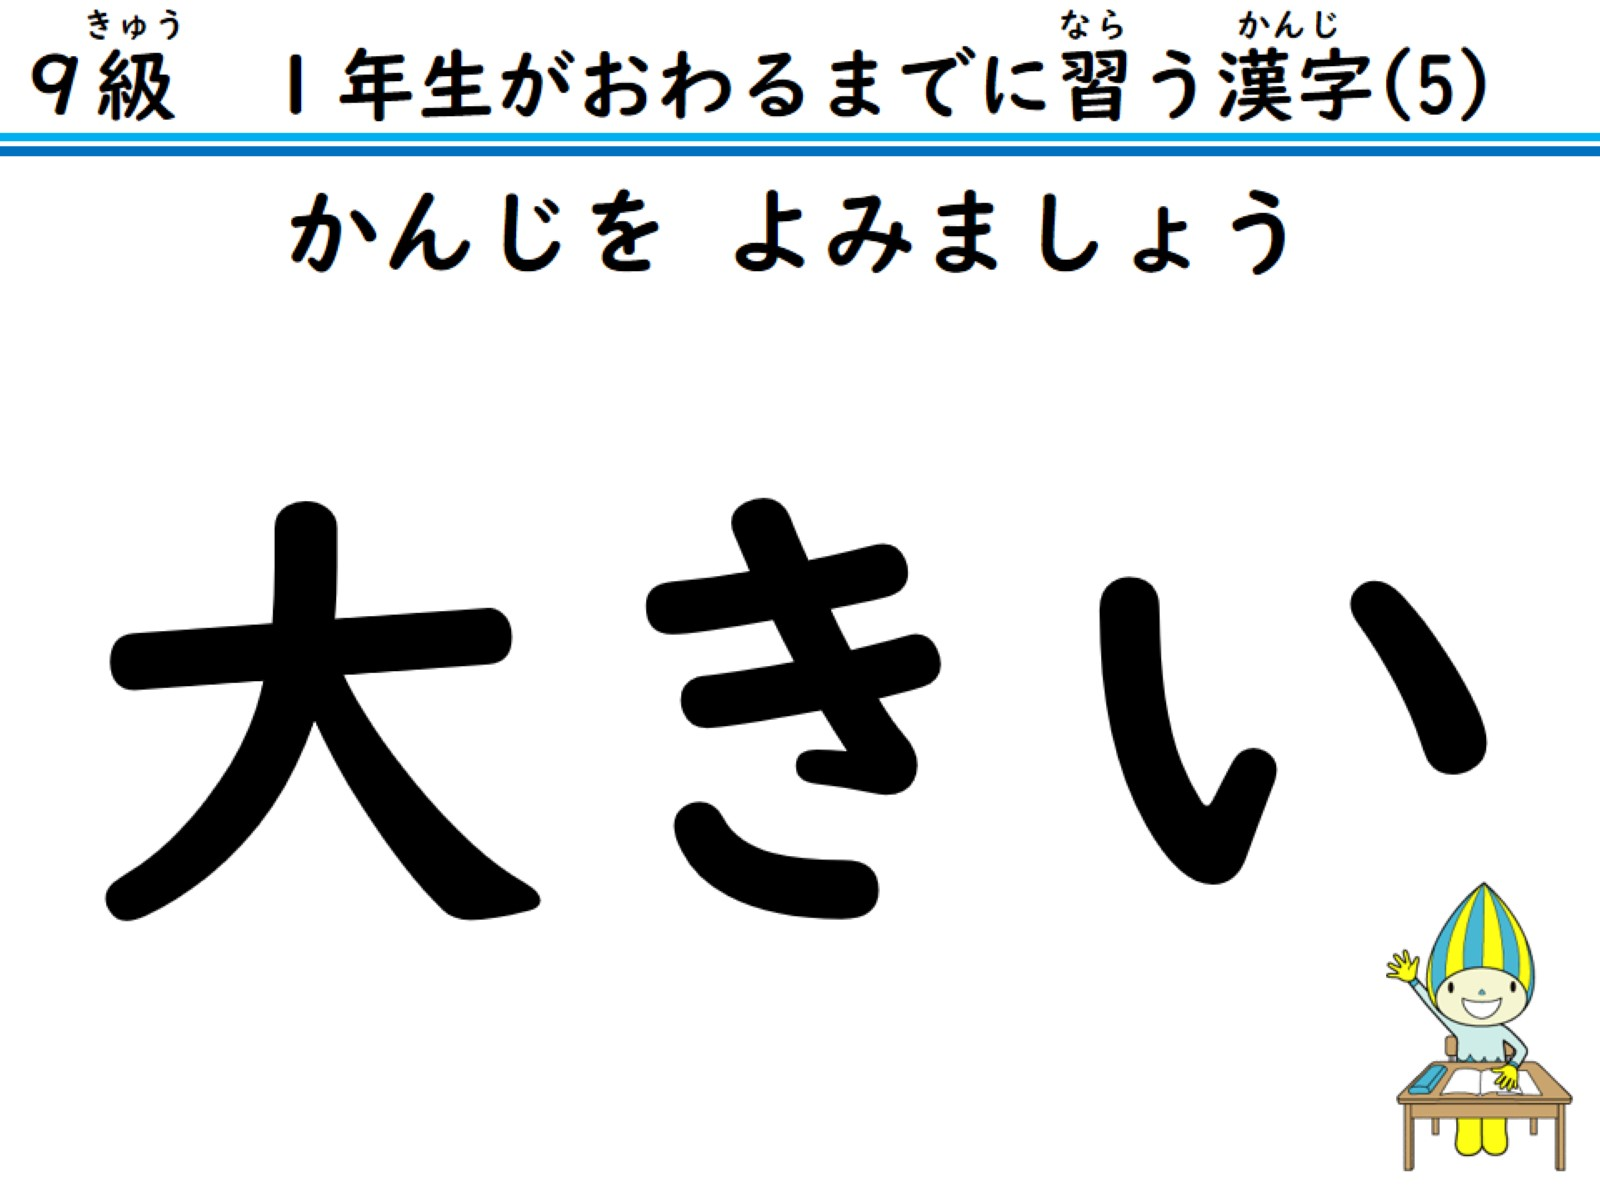 きゅう なら かんじ
9級 1年生がおわるまでに習う漢字(5)
かんじを よみましょう
大きい